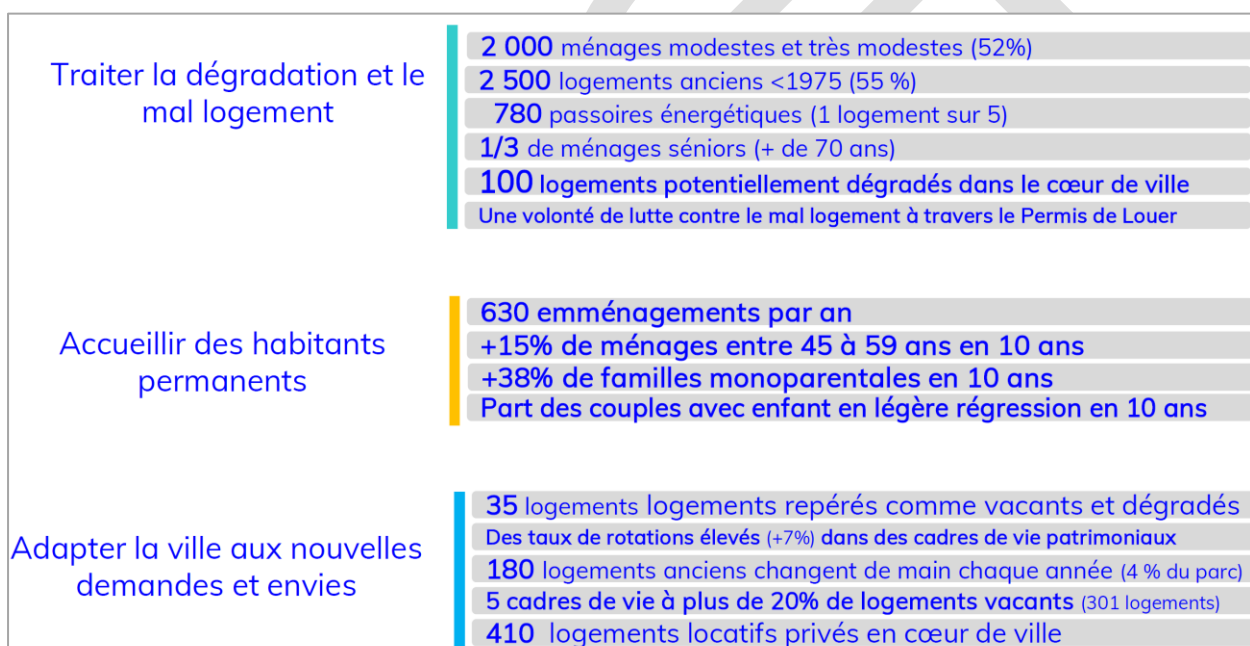 Traiter la dégradation et le
mal logement
2 000 ménages modestes et très modestes (52%)
2 500 logements anciens <1975 (55 %)
780 passoires énergétiques (1 logement sur 5)
1/3 de ménages séniors (+ de 70 ans)
100 logements potentiellement dégradés dans le cœur de ville
Une volonté de lutte contre le mal logement à travers le Permis de Louer
Accueillir des habitants
permanents
630 emménagements par an
+15% de ménages entre 45 à 59 ans en 10 ans
+38% de familles monoparentales en 10 ans
Part des couples avec enfant en légère régression en 10 ans
Adapter la ville aux nouvelles
demandes et envies
35 logements logements repérés comme vacants et dégradés
Des taux de rotations élevés (+7%) dans des cadres de vie patrimoniaux
180 logements anciens changent de main chaque année (4 % du parc)
5 cadres de vie à plus de 20% de logements vacants (301 logements)
410 logements locatifs privés en cœur de ville